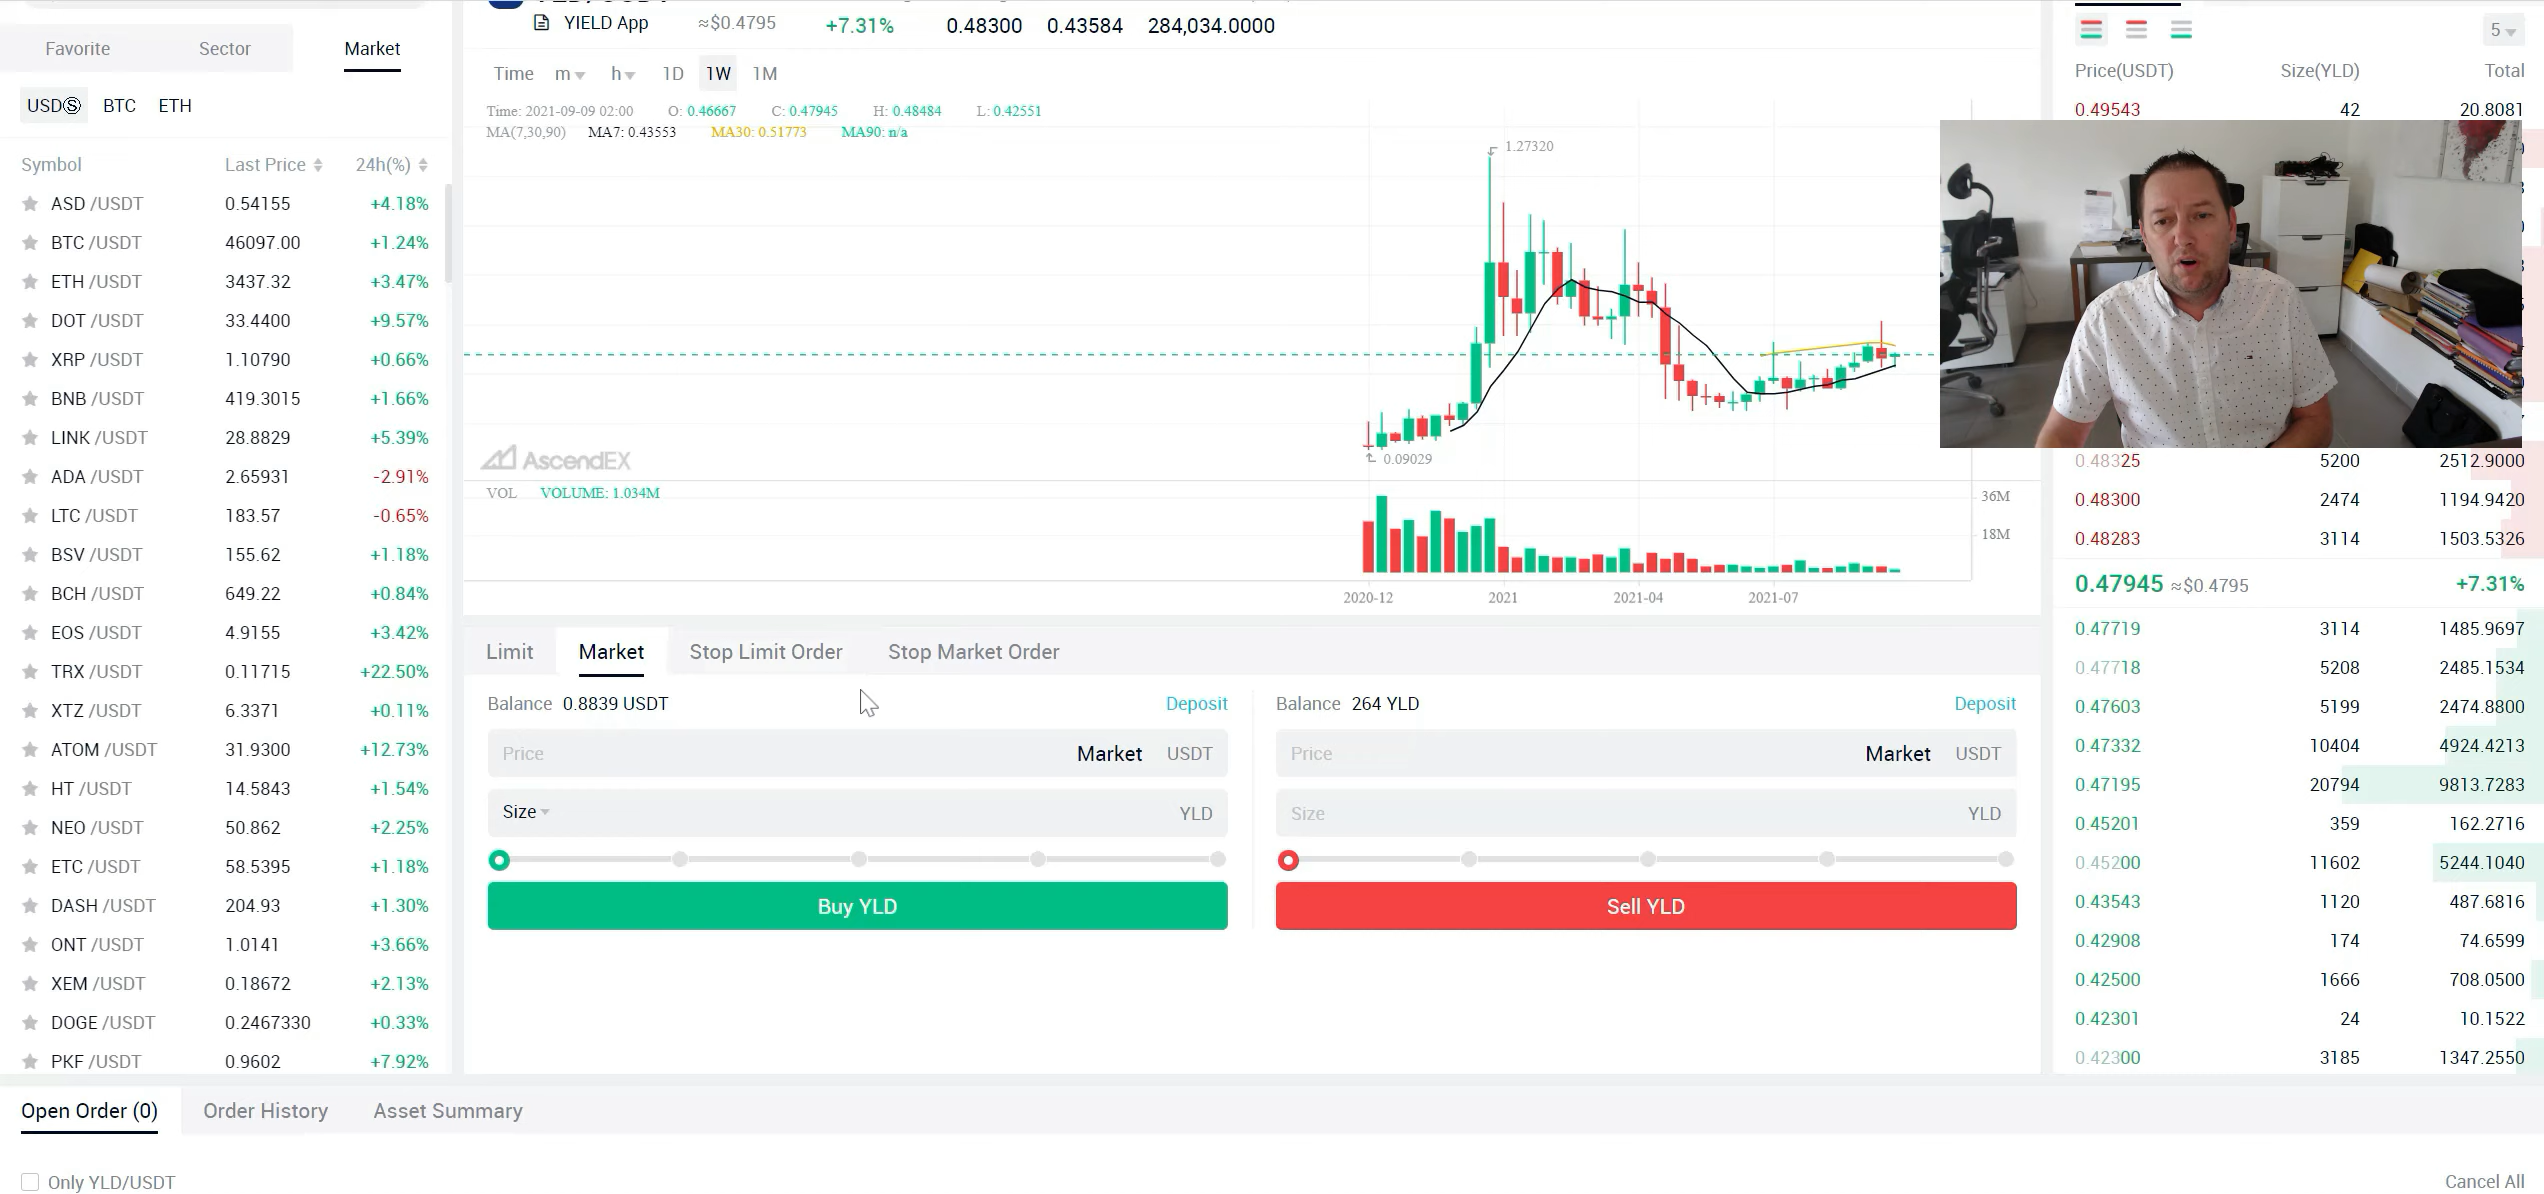 Favorite Sector Market
USDⓈ BTC ETH
Symbol Last Price 24h(%)
ASD /USDT 0.54155 +4.18%
BTC /USDT 46097.00 +1.24%
ETH /USDT 3437.32 +3.47%
DOT /USDT 33.4400 +9.57%
XRP /USDT 1.10790 +0.66%
BNB /USDT 419.3015 +1.66%
LINK /USDT 28.8829 +5.39%
ADA /USDT 2.65931 -2.91%
LTC /USDT 183.57 -0.65%
BSV /USDT 155.62 +1.18%
BCH /USDT 649.22 +0.84%
EOS /USDT 4.9155 +3.42%
TRX /USDT 0.11715 +22.50%
XTZ /USDT 6.3371 +0.11%
ATOM /USDT 31.9300 +12.73%
HT /USDT 14.5843 +1.54%
NEO /USDT 50.862 +2.25%
ETC /USDT 58.5395 +1.18%
DASH /USDT 204.93 +1.30%
ONT /USDT 1.0141 +3.66%
XEM /USDT 0.18672 +2.13%
DOGE /USDT 0.2467330 +0.33%
PKF /USDT 0.9602 +7.92%
YIELD App ≈$0.4795 +7.31% 0.48300 0.43584 284,034.0000
Time m h 1D 1W 1M
Time: 2021-09-09 02:00 O: 0.46667 C: 0.47945 H: 0.48484 L: 0.42551
MA(7,30,90) MA7: 0.43553 MA30: 0.51773 MA90: n/a
1.27320
0.09029
AscendEX
VOL VOLUME: 1.034M
36M
18M
2020-12 2021 2021-04 2021-07
Limit Market Stop Limit Order Stop Market Order
Balance 0.8839 USDT Deposit
Price Market USDT
Size YLD
Buy YLD
Balance 264 YLD Deposit
Price Market USDT
Size YLD
Sell YLD
5
Price(USDT) Size(YLD) Total
0.49543 42 20.8081
0.48325 5200 2512.9000
0.48300 2474 1194.9420
0.48283 3114 1503.5326
0.47945 ≈$0.4795 +7.31%
0.47719 3114 1485.9697
0.47718 5208 2485.1534
0.47603 5199 2474.8800
0.47332 10404 4924.4213
0.47195 20794 9813.7283
0.45201 359 162.2716
0.45200 11602 5244.1040
0.43543 1120 487.6816
0.42908 174 74.6599
0.42500 1666 708.0500
0.42301 24 10.1522
0.42300 3185 1347.2550
Open Order (0) Order History Asset Summary
Only YLD/USDT Cancel All